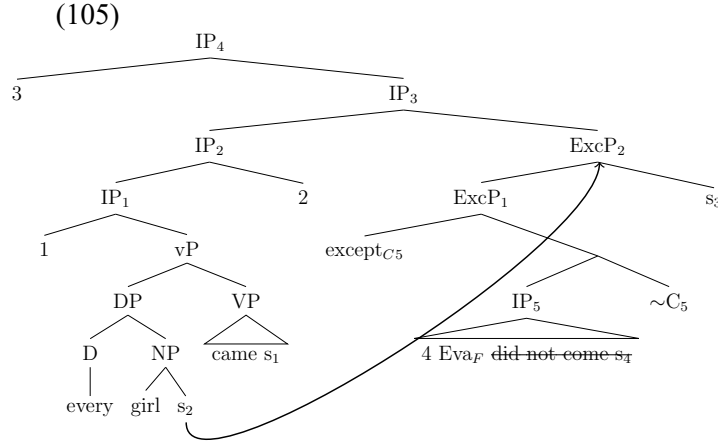 (105)
IP4
3 IP3
IP2 ExcP2
IP1 2 ExcP1 s3
1 vP exceptC5
DP VP IP5 ~C5
D NP came s1 4 EvaF did not come s4
every girl s2